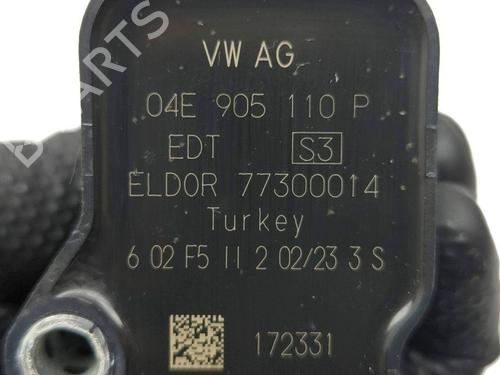 VW AG
04E 905 110 P
EDT S3
ELDOR 77300014
Turkey
6 02 F5 11 2 02/23 3 S
172331